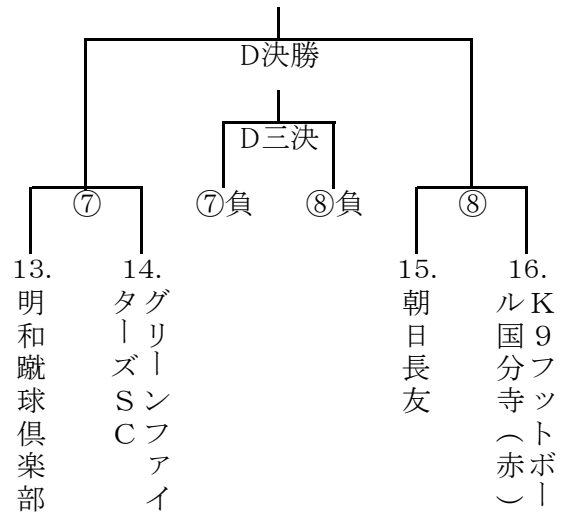 D決勝
D三決
⑦
⑦負
⑧負
⑧
13.
14.
15.
16.
明和蹴球倶楽部
グリーンファイ
ターズSC
朝日長友
K9フットボー
ル国分寺(赤)